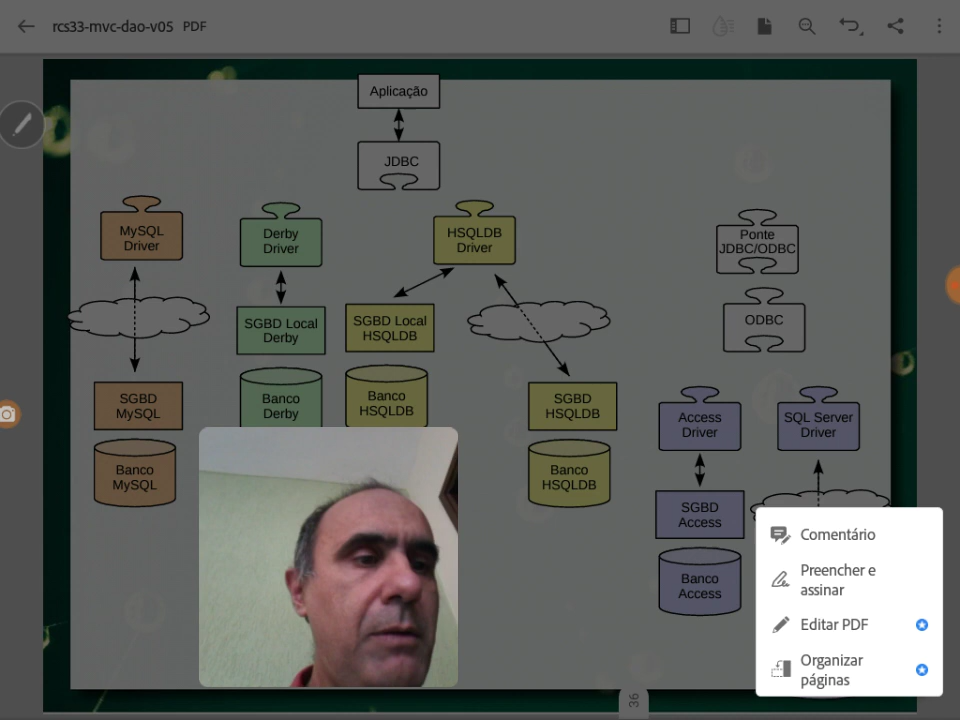 rcs33-mvc-dao-v05 PDF
Aplicação
JDBC
MySQL
Driver
Derby
Driver
HSQLDB
Driver
Ponte
JDBC/ODBC
SGBD Local
Derby
SGBD Local
HSQLDB
ODBC
SGBD
MySQL
Banco
Derby
Banco
HSQLDB
SGBD
HSQLDB
Access
Driver
SQL Server
Driver
Banco
MySQL
Banco
HSQLDB
SGBD
Access
Banco
Access
Comentário
Preencher e
assinar
Editar PDF
Organizar
páginas
36